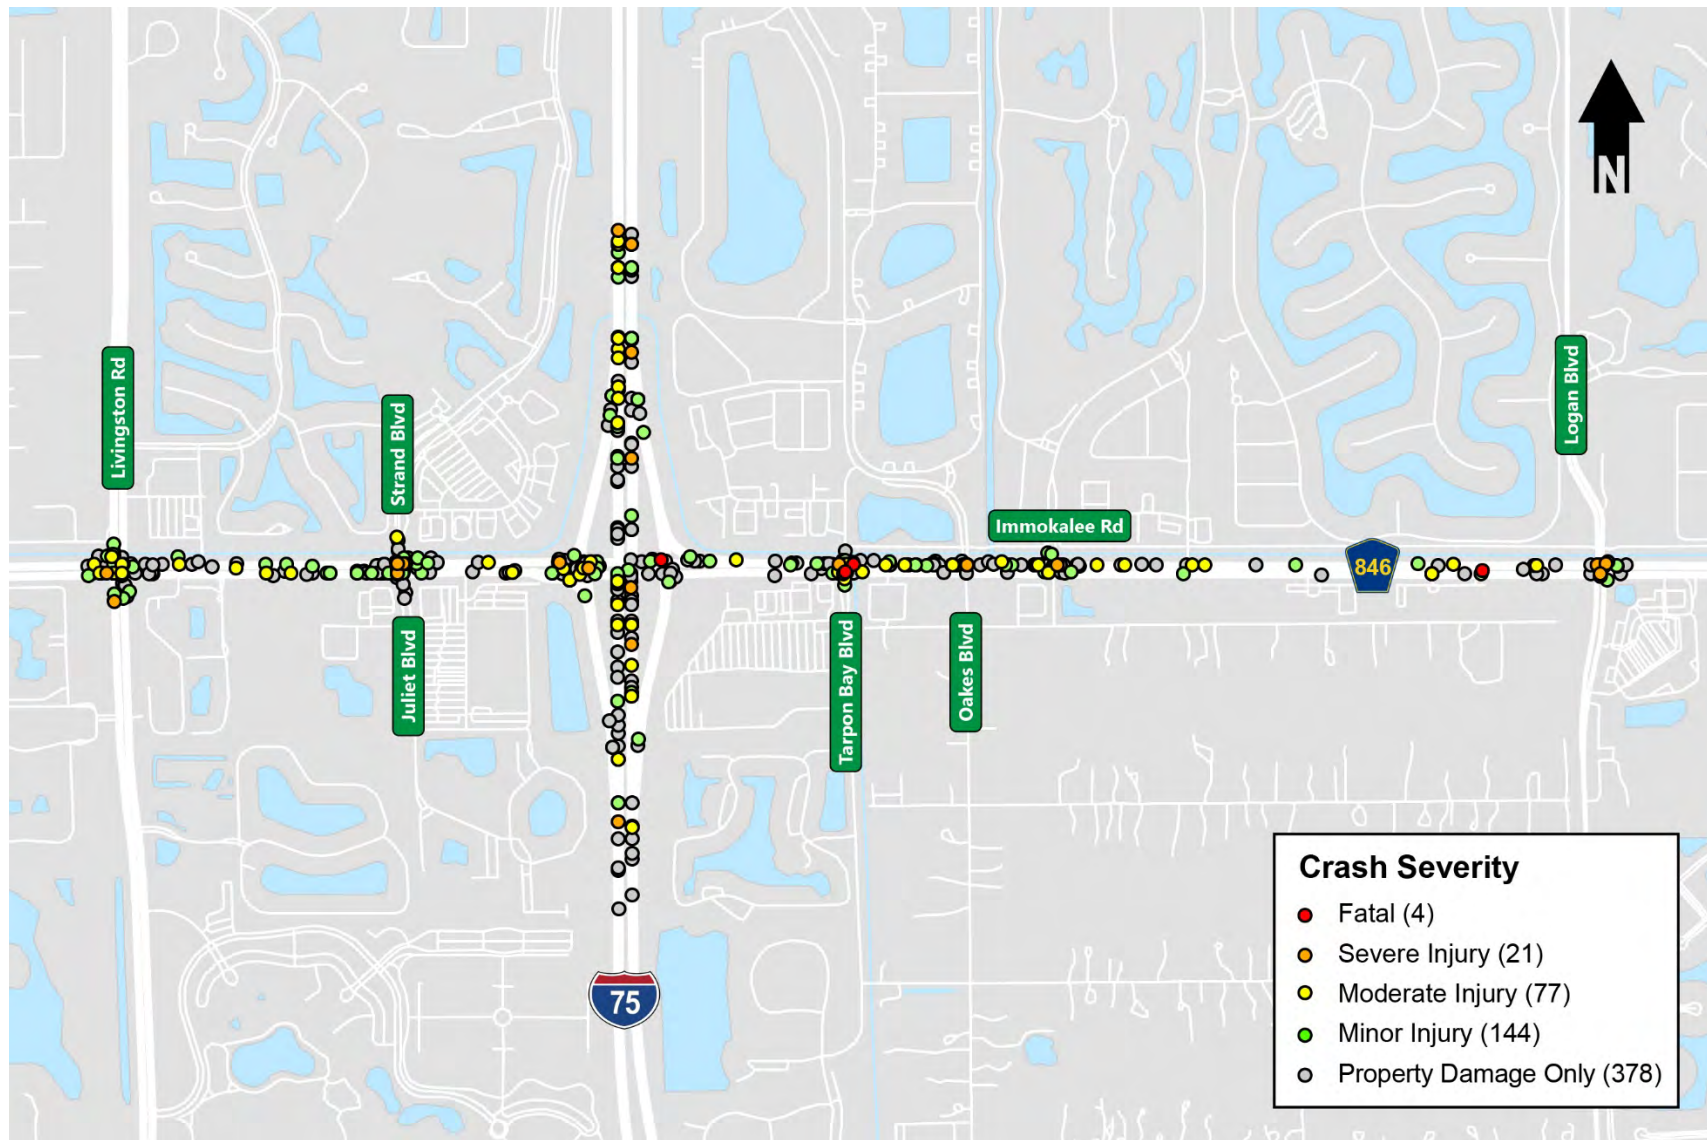 N
Livingston Rd
Strand Blvd
Logan Blvd
Immokalee Rd
846
Juliet Blvd
Tarpon Bay Blvd
Oakes Blvd
75
Crash Severity
Fatal (4)
Severe Injury (21)
Moderate Injury (77)
Minor Injury (144)
Property Damage Only (378)